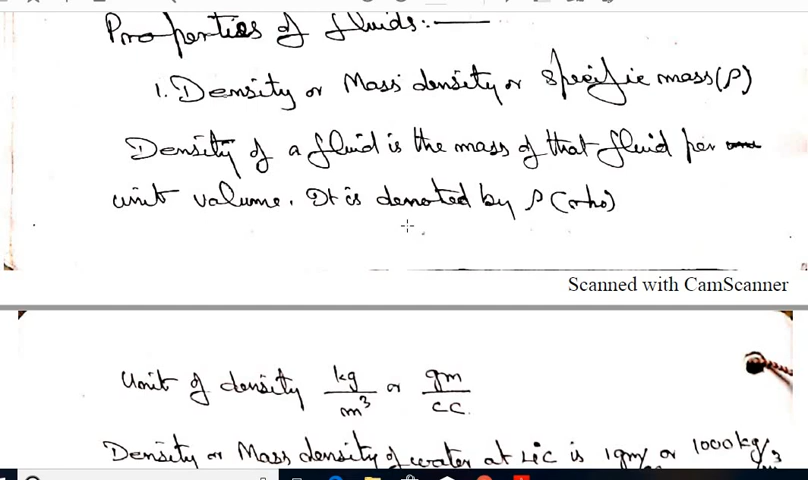 Properties of fluids:—
1. Density or Mass density or Specific mass (ρ)
Density of a fluid is the mass of that fluid per
unit volume. It is denoted by ρ (rho)
Scanned with CamScanner
Unit of density kg/m³ or gm/cc.
Density or Mass density of water at 4°C is 1gm/ or 1000 kg/m³